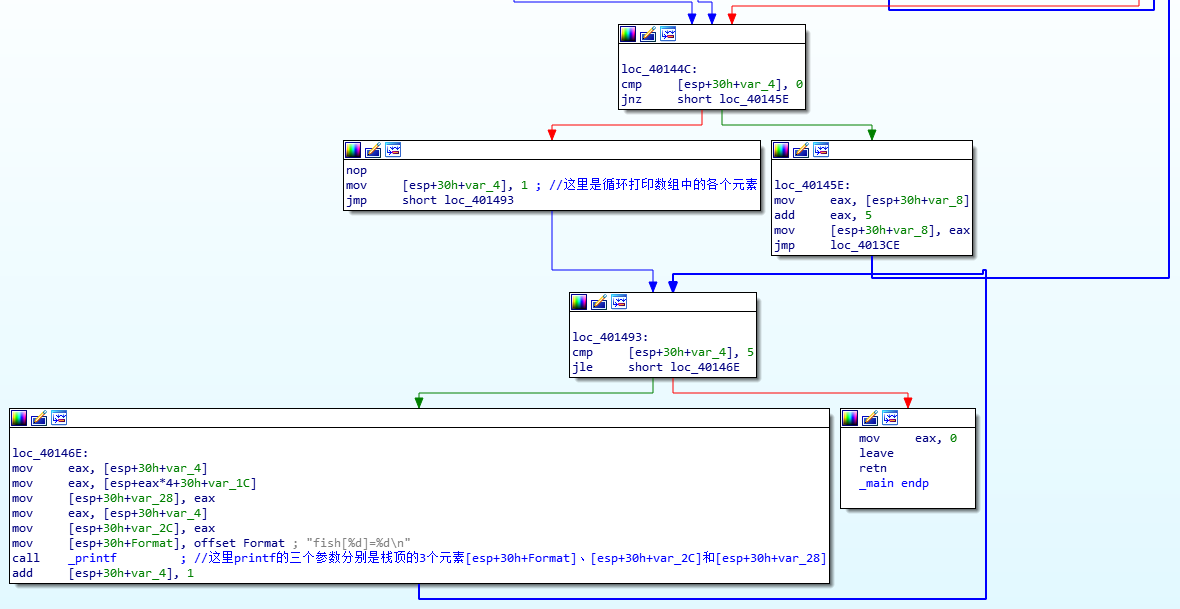 loc_40144C:
cmp [esp+30h+var_4], 0
jnz short loc_40145E
nop
mov [esp+30h+var_4], 1 ; //这里是循环打印数组中的各个元素
jmp short loc_401493
loc_40145E:
mov eax, [esp+30h+var_8]
add eax, 5
mov [esp+30h+var_8], eax
jmp loc_4013CE
loc_401493:
cmp [esp+30h+var_4], 5
jle short loc_40146E
loc_40146E:
mov eax, [esp+30h+var_4]
mov eax, [esp+eax*4+30h+var_1C]
mov [esp+30h+var_28], eax
mov eax, [esp+30h+var_4]
mov [esp+30h+var_2C], eax
mov [esp+30h+Format], offset Format ; "fish[%d]=%d\n"
call _printf ; //这里printf的三个参数分别是栈顶的3个元素[esp+30h+Format]、[esp+30h+var_2C]和[esp+30h+var_28]
add [esp+30h+var_4], 1
mov eax, 0
leave
retn
_main endp